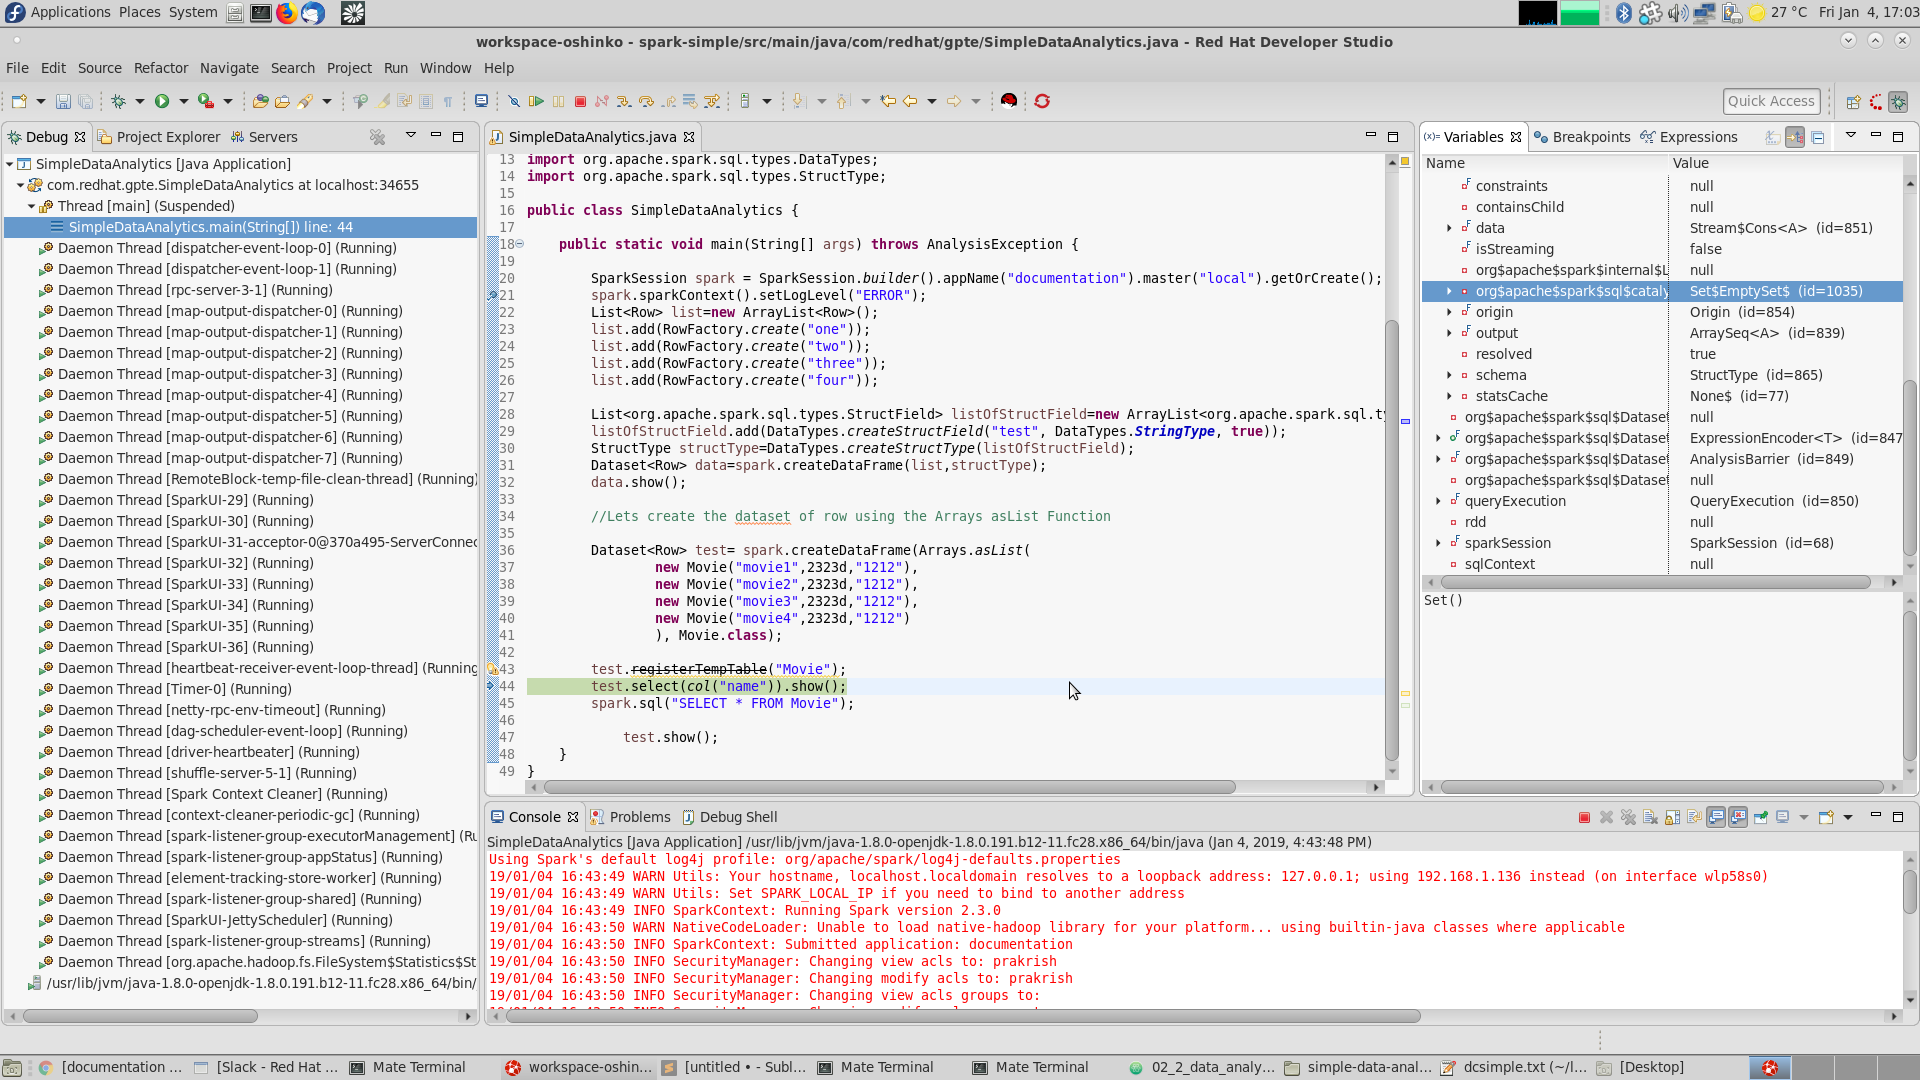 Applications Places System 27 °C Fri Jan 4, 17:03
workspace-oshinko - spark-simple/src/main/java/com/redhat/gpte/SimpleDataAnalytics.java - Red Hat Developer Studio
File Edit Source Refactor Navigate Search Project Run Window Help
Quick Access
Debug Project Explorer Servers
SimpleDataAnalytics [Java Application]
com.redhat.gpte.SimpleDataAnalytics at localhost:34655
Thread [main] (Suspended)
SimpleDataAnalytics.main(String[]) line: 44
Daemon Thread [dispatcher-event-loop-0] (Running)
Daemon Thread [dispatcher-event-loop-1] (Running)
Daemon Thread [rpc-server-3-1] (Running)
Daemon Thread [map-output-dispatcher-0] (Running)
Daemon Thread [map-output-dispatcher-1] (Running)
Daemon Thread [map-output-dispatcher-2] (Running)
Daemon Thread [map-output-dispatcher-3] (Running)
Daemon Thread [map-output-dispatcher-4] (Running)
Daemon Thread [map-output-dispatcher-5] (Running)
Daemon Thread [map-output-dispatcher-6] (Running)
Daemon Thread [map-output-dispatcher-7] (Running)
Daemon Thread [RemoteBlock-temp-file-clean-thread] (Running)
Daemon Thread [SparkUI-29] (Running)
Daemon Thread [SparkUI-30] (Running)
Daemon Thread [SparkUI-31-acceptor-0@370a495-ServerConnec
Daemon Thread [SparkUI-32] (Running)
Daemon Thread [SparkUI-33] (Running)
Daemon Thread [SparkUI-34] (Running)
Daemon Thread [SparkUI-35] (Running)
Daemon Thread [SparkUI-36] (Running)
Daemon Thread [heartbeat-receiver-event-loop-thread] (Running
Daemon Thread [Timer-0] (Running)
Daemon Thread [netty-rpc-env-timeout] (Running)
Daemon Thread [dag-scheduler-event-loop] (Running)
Daemon Thread [driver-heartbeater] (Running)
Daemon Thread [shuffle-server-5-1] (Running)
Daemon Thread [Spark Context Cleaner] (Running)
Daemon Thread [context-cleaner-periodic-gc] (Running)
Daemon Thread [spark-listener-group-executorManagement] (Ru
Daemon Thread [spark-listener-group-appStatus] (Running)
Daemon Thread [element-tracking-store-worker] (Running)
Daemon Thread [spark-listener-group-shared] (Running)
Daemon Thread [SparkUI-JettyScheduler] (Running)
Daemon Thread [spark-listener-group-streams] (Running)
Daemon Thread [org.apache.hadoop.fs.FileSystem$Statistics$St
/usr/lib/jvm/java-1.8.0-openjdk-1.8.0.191.b12-11.fc28.x86_64/bin/
SimpleDataAnalytics.java
13 import org.apache.spark.sql.types.DataTypes;
14 import org.apache.spark.sql.types.StructType;
15
16 public class SimpleDataAnalytics {
17
18 public static void main(String[] args) throws AnalysisException {
19
20 SparkSession spark = SparkSession.builder().appName("documentation").master("local").getOrCreate();
21 spark.sparkContext().setLogLevel("ERROR");
22 List<Row> list=new ArrayList<Row>();
23 list.add(RowFactory.create("one"));
24 list.add(RowFactory.create("two"));
25 list.add(RowFactory.create("three"));
26 list.add(RowFactory.create("four"));
27
28 List<org.apache.spark.sql.types.StructField> listOfStructField=new ArrayList<org.apache.spark.sql.ty
29 listOfStructField.add(DataTypes.createStructField("test", DataTypes.StringType, true));
30 StructType structType=DataTypes.createStructType(listOfStructField);
31 Dataset<Row> data=spark.createDataFrame(list,structType);
32 data.show();
33
34 //Lets create the dataset of row using the Arrays asList Function
35
36 Dataset<Row> test= spark.createDataFrame(Arrays.asList(
37 new Movie("movie1",2323d,"1212"),
38 new Movie("movie2",2323d,"1212"),
39 new Movie("movie3",2323d,"1212"),
40 new Movie("movie4",2323d,"1212")
41 ), Movie.class);
42
43 test.registerTempTable("Movie");
44 test.select(col("name")).show();
45 spark.sql("SELECT * FROM Movie");
46
47 test.show();
48 }
49 }
(x)= Variables Breakpoints Expressions
Name Value
constraints null
containsChild null
data Stream$Cons<A> (id=851)
isStreaming false
org$apache$spark$internal$L null
org$apache$spark$sql$cataly Set$EmptySet$ (id=1035)
origin Origin (id=854)
output ArraySeq<A> (id=839)
resolved true
schema StructType (id=865)
statsCache None$ (id=77)
org$apache$spark$sql$Dataset null
org$apache$spark$sql$Dataset ExpressionEncoder<T> (id=847
org$apache$spark$sql$Dataset AnalysisBarrier (id=849)
org$apache$spark$sql$Dataset null
queryExecution QueryExecution (id=850)
rdd null
sparkSession SparkSession (id=68)
sqlContext null
Set()
Console Problems Debug Shell
SimpleDataAnalytics [Java Application] /usr/lib/jvm/java-1.8.0-openjdk-1.8.0.191.b12-11.fc28.x86_64/bin/java (Jan 4, 2019, 4:43:48 PM)
Using Spark's default log4j profile: org/apache/spark/log4j-defaults.properties
19/01/04 16:43:49 WARN Utils: Your hostname, localhost.localdomain resolves to a loopback address: 127.0.0.1; using 192.168.1.136 instead (on interface wlp58s0)
19/01/04 16:43:49 WARN Utils: Set SPARK_LOCAL_IP if you need to bind to another address
19/01/04 16:43:49 INFO SparkContext: Running Spark version 2.3.0
19/01/04 16:43:50 WARN NativeCodeLoader: Unable to load native-hadoop library for your platform... using builtin-java classes where applicable
19/01/04 16:43:50 INFO SparkContext: Submitted application: documentation
19/01/04 16:43:50 INFO SecurityManager: Changing view acls to: prakrish
19/01/04 16:43:50 INFO SecurityManager: Changing modify acls to: prakrish
19/01/04 16:43:50 INFO SecurityManager: Changing view acls groups to:
[documentation ... [Slack - Red Hat ... Mate Terminal workspace-oshin... [untitled • - Subl... Mate Terminal Mate Terminal 02_2_data_analy... simple-data-anal... dcsimple.txt (~/l... [Desktop]